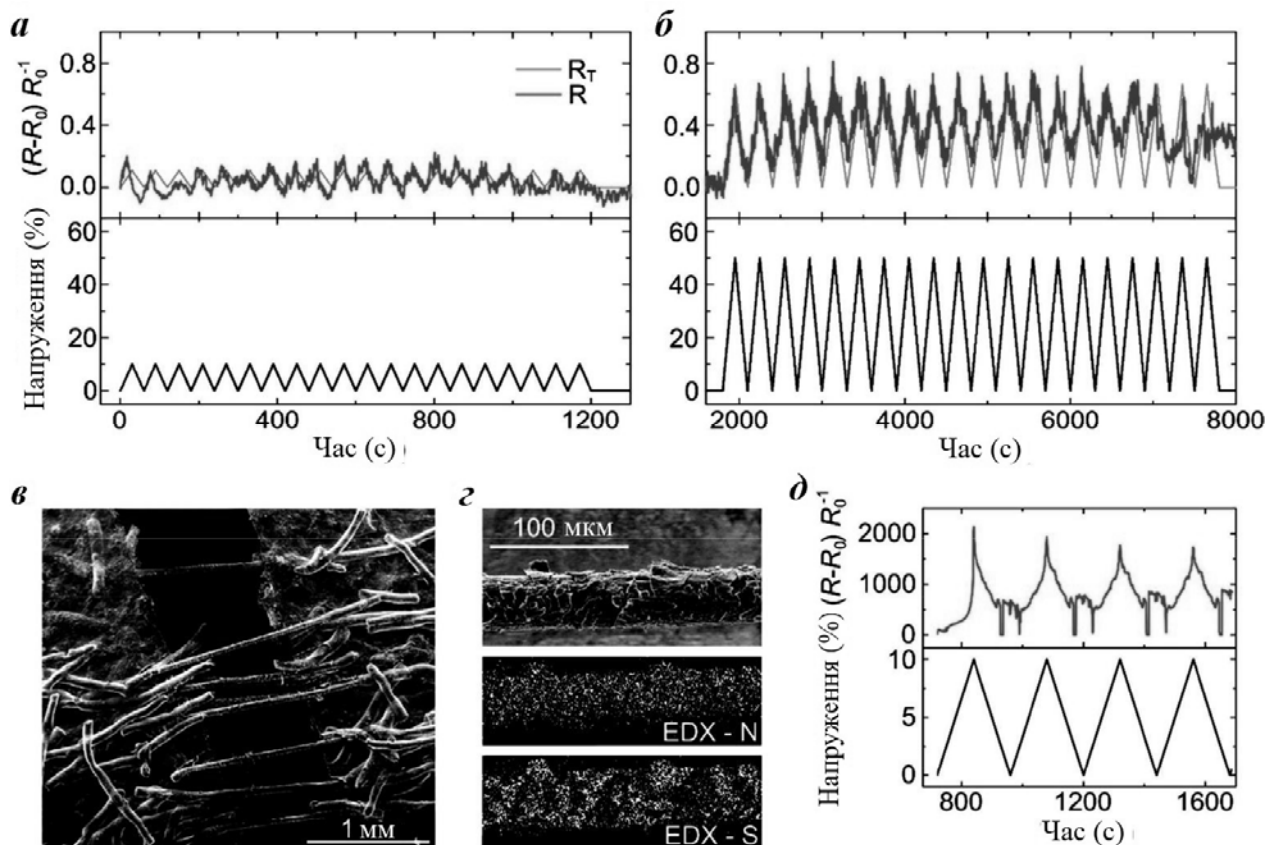 а
б
(R-R₀) R₀⁻¹
0.8
0.4
0.0
R_T
R
0.8
0.4
0.0
Напруження (%)
60
40
20
0
60
40
20
0
0 400 800 1200
2000 4000 6000 8000
Час (с)
Час (с)
в
г
д
100 мкм
EDX - N
EDX - S
1 мм
(R-R₀) R₀⁻¹
2000
1000
0
Напруження (%)
10
5
0
800 1200 1600
Час (с)